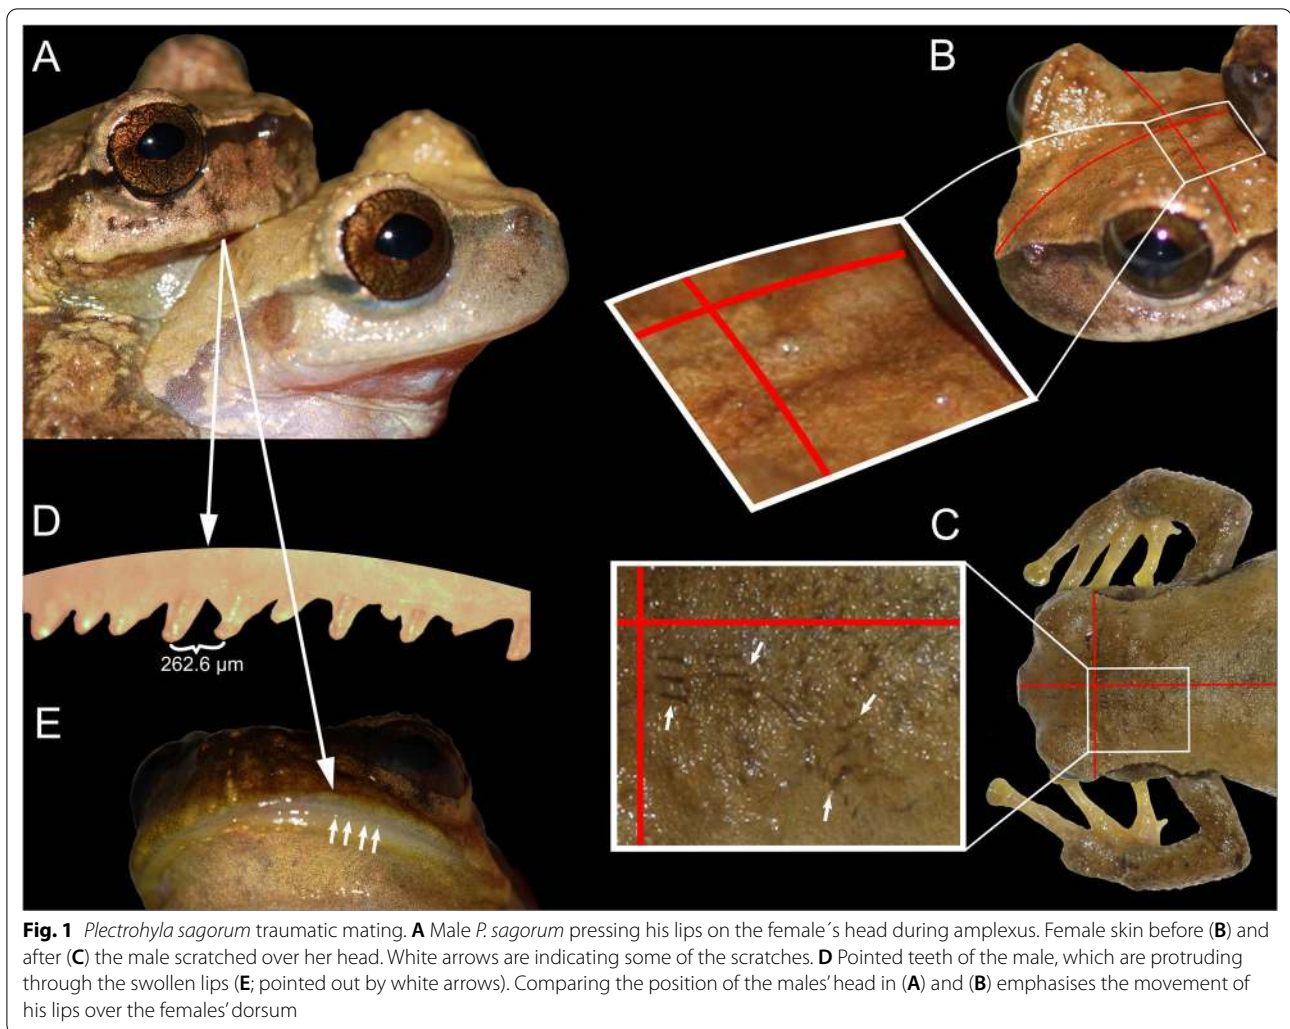 A
B
C
D
262.6 μm
E
Fig. 1 Plectrohyla sagorum traumatic mating. A Male P. sagorum pressing his lips on the female´s head during amplexus. Female skin before (B) and
after (C) the male scratched over her head. White arrows are indicating some of the scratches. D Pointed teeth of the male, which are protruding
through the swollen lips (E; pointed out by white arrows). Comparing the position of the males' head in (A) and (B) emphasises the movement of
his lips over the females' dorsum